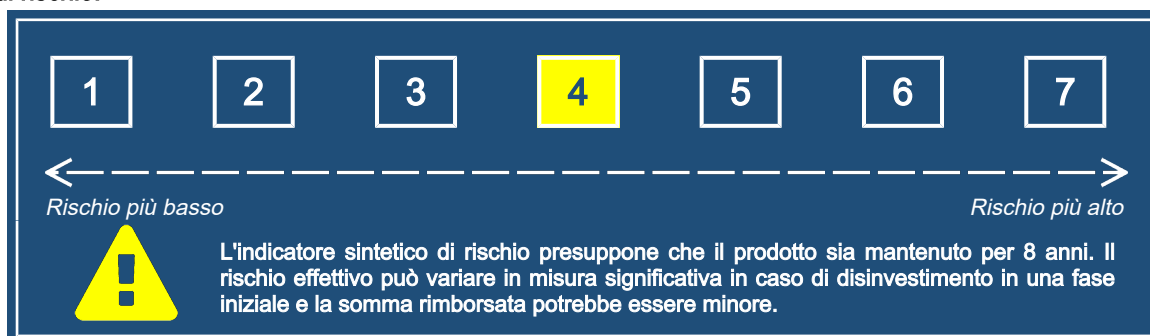 1 2 3 4 5 6 7
Rischio più basso Rischio più alto
L'indicatore sintetico di rischio presuppone che il prodotto sia mantenuto per 8 anni. Il
rischio effettivo può variare in misura significativa in caso di disinvestimento in una fase
iniziale e la somma rimborsata potrebbe essere minore.